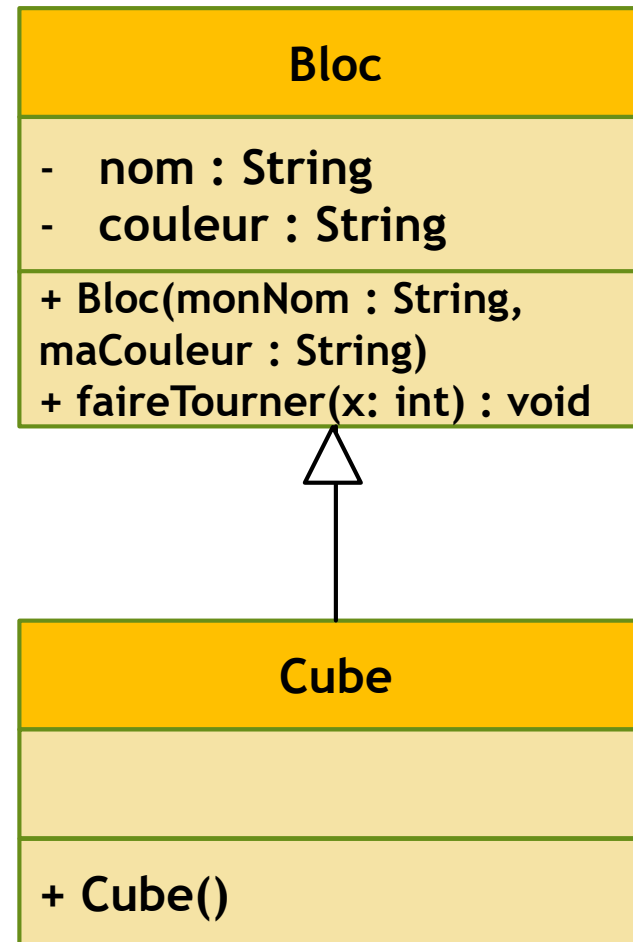 Bloc
- nom : String
- couleur : String
+ Bloc(monNom : String,
maCouleur : String)
+ faireTourner(x: int) : void
Cube
+ Cube()